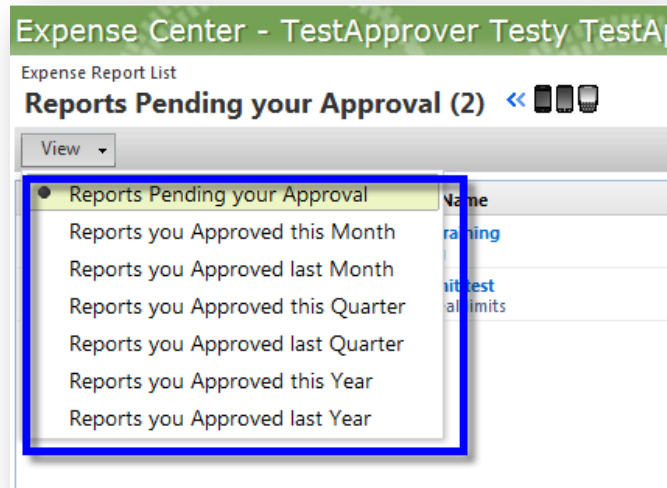 Expense Center - TestApprover Testy TestAp
Expense Report List
Reports Pending your Approval (2) «
View
Reports Pending your Approval
Name
Reports you Approved this Month
raining
Reports you Approved last Month
Reports you Approved this Quarter
limits
Reports you Approved last Quarter
Reports you Approved this Year
Reports you Approved last Year